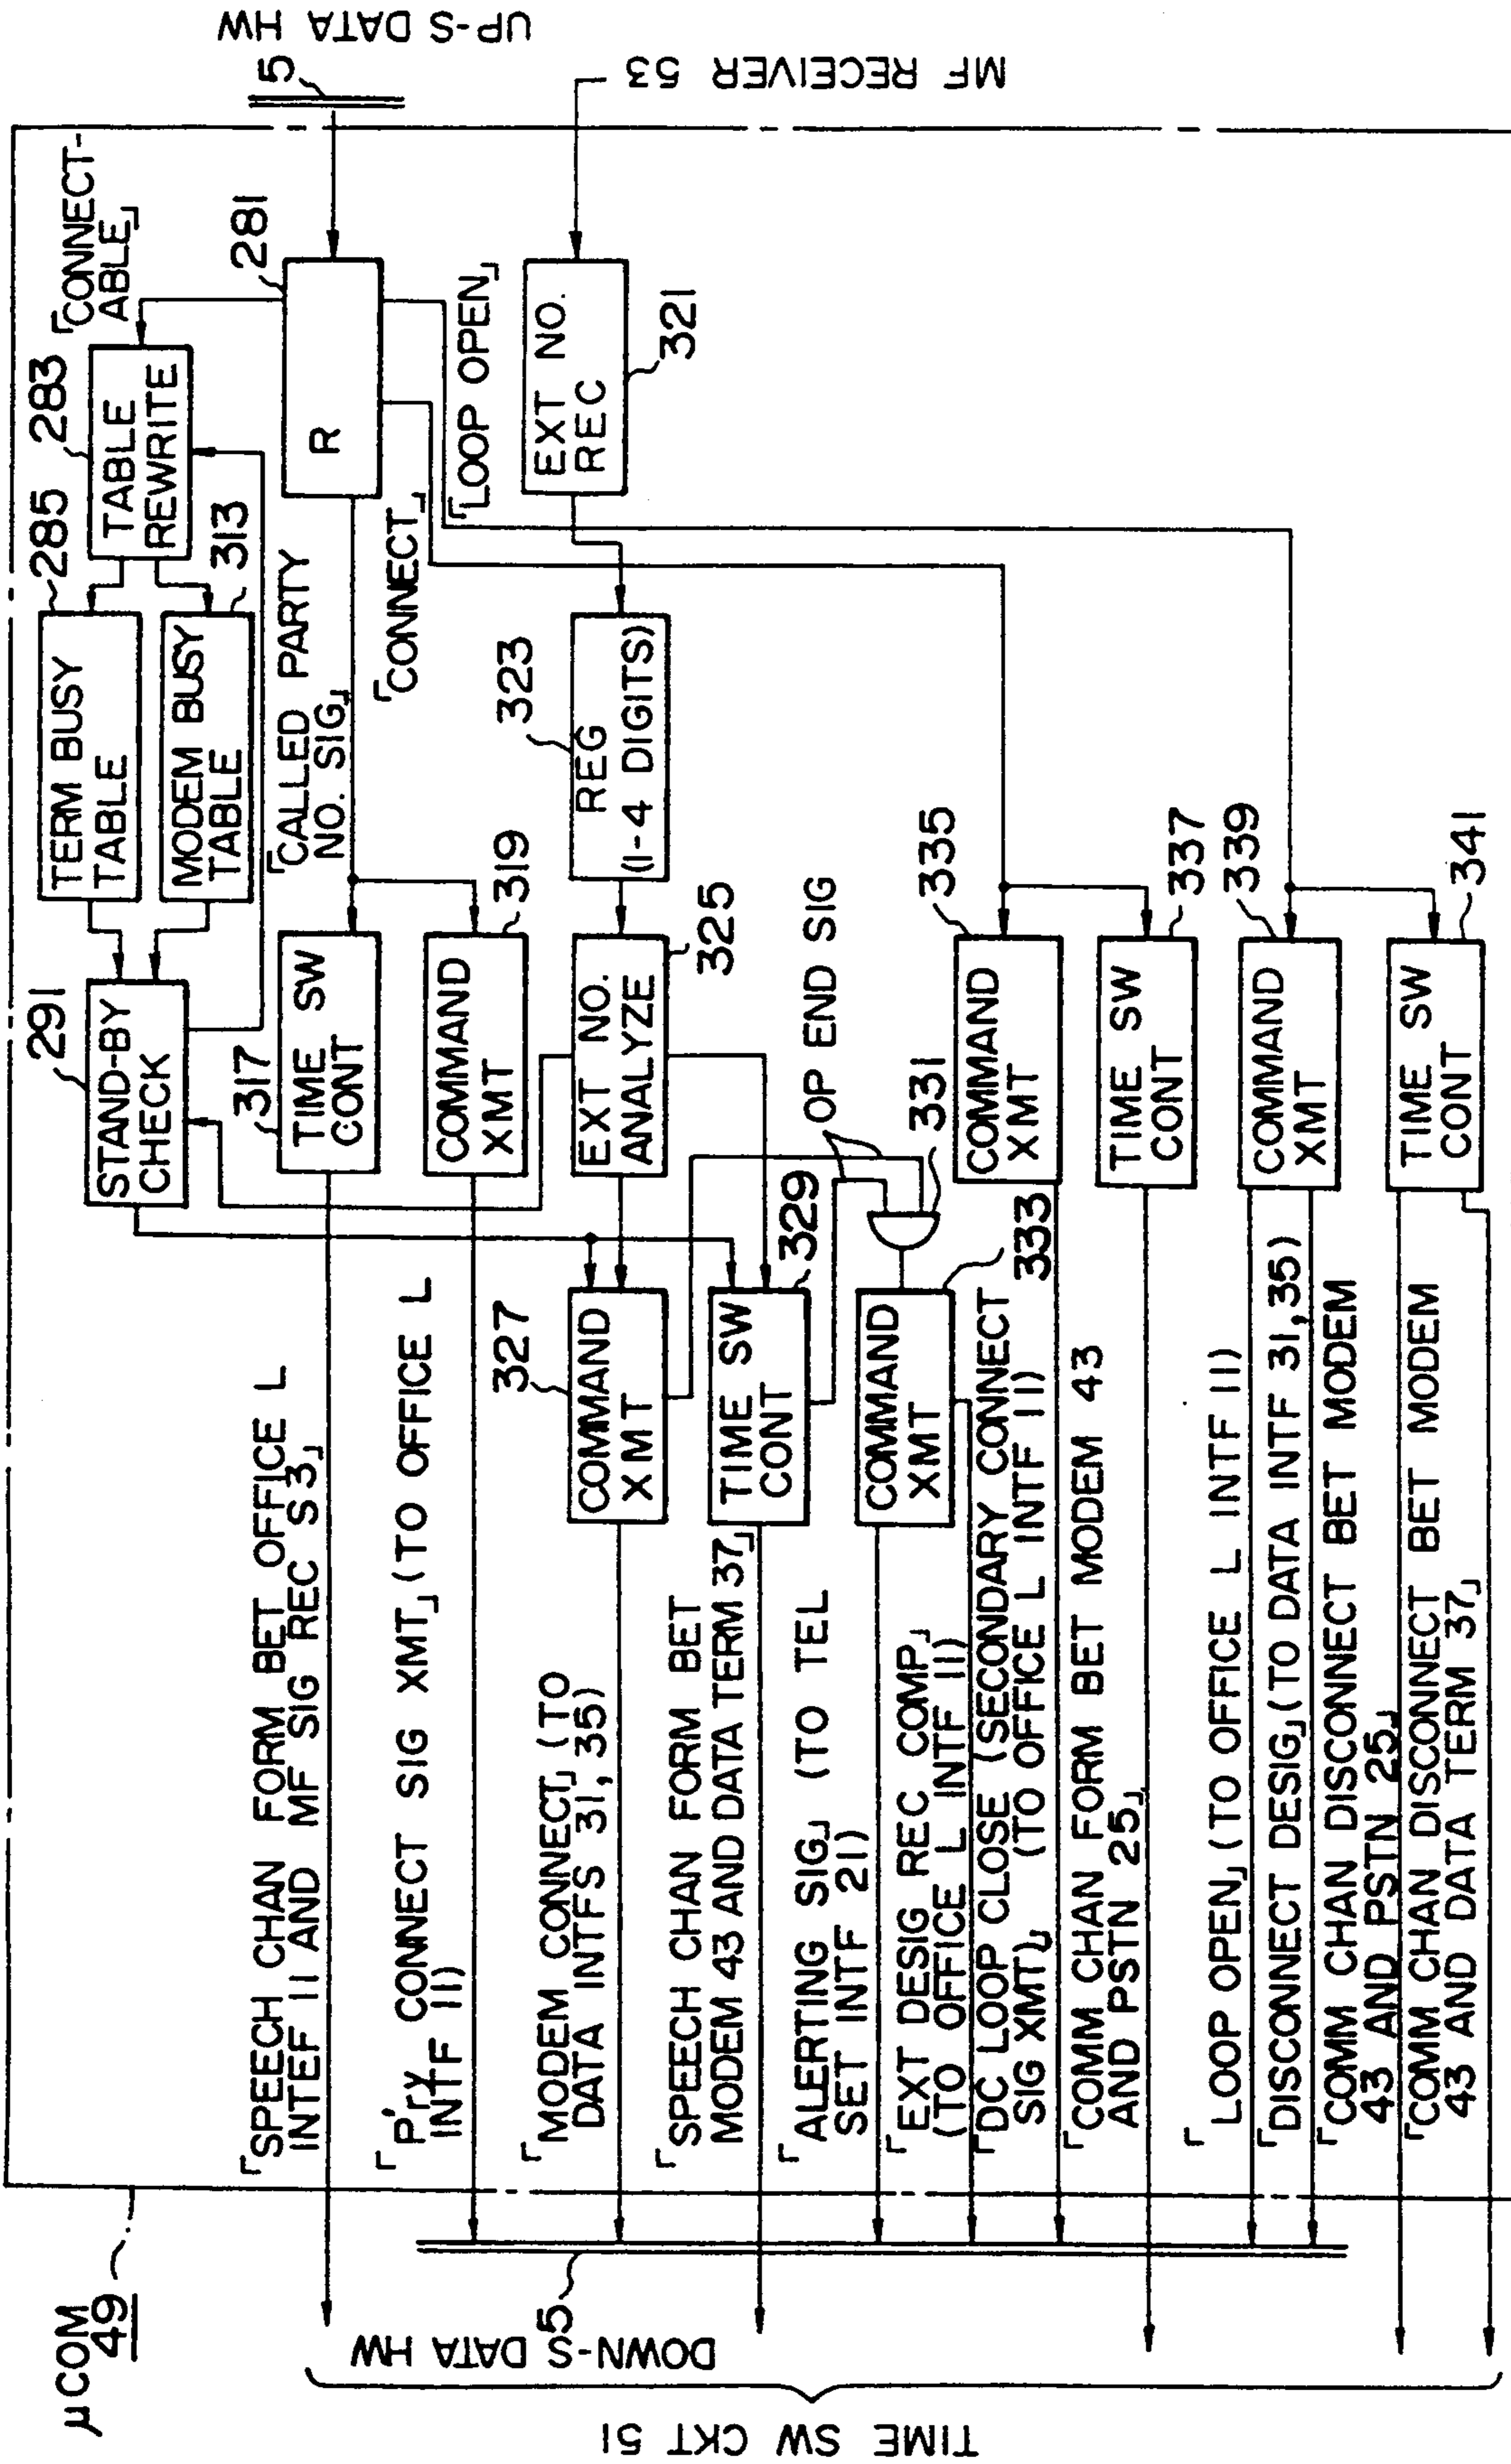 μCOM
49
TIME SW CKT 51
DOWN-S DATA HW
5
「SPEECH CHAN FORM BET OFFICE L
INTEF 11 AND MF SIG REC S3」
「P'ry CONNECT SIG XMT」(TO OFFICE L
INTF 11)
「MODEM CONNECT」(TO
DATA INTFS 31, 35)
「SPEECH CHAN FORM BET
MODEM 43 AND DATA TERM 37」
「ALERTING SIG」(TO TEL
SET INTF 21)
「EXT DESIG REC COMP」
(TO OFFICE L INTF 11)
「DC LOOP CLOSE (SECONDARY CONNECT
SIG XMT)」(TO OFFICE L INTF 11)
「COMM CHAN FORM BET MODEM 43
AND PSTN 25」
「LOOP OPEN」(TO OFFICE L INTF 11)
「DISCONNECT DESIG」(TO DATA INTF 31,35)
「COMM CHAN DISCONNECT BET MODEM
43 AND PSTN 25」
「COMM CHAN DISCONNECT BET MODEM
43 AND DATA TERM 37」
291
STAND-BY
CHECK
317
TIME SW
CONT
COMMAND
XMT
319
EXT NO.
ANALYZE
325
327
COMMAND
XMT
TIME SW
CONT
329
COMMAND
XMT
333
OP END SIG
331
335
COMMAND
XMT
TIME SW
CONT
337
339
COMMAND
XMT
TIME SW
CONT
341
285
TERM BUSY
TABLE
MODEM BUSY
TABLE
313
283
TABLE
REWRITE
「CONNECT-
ABLE」
「CALLED PARTY
NO. SIG」
「CONNECT」
「LOOP OPEN」
323
REG
(1-4 DIGITS)
281
R
EXT NO.
REC
321
5
UP-S DATA HW
MF RECEIVER 53